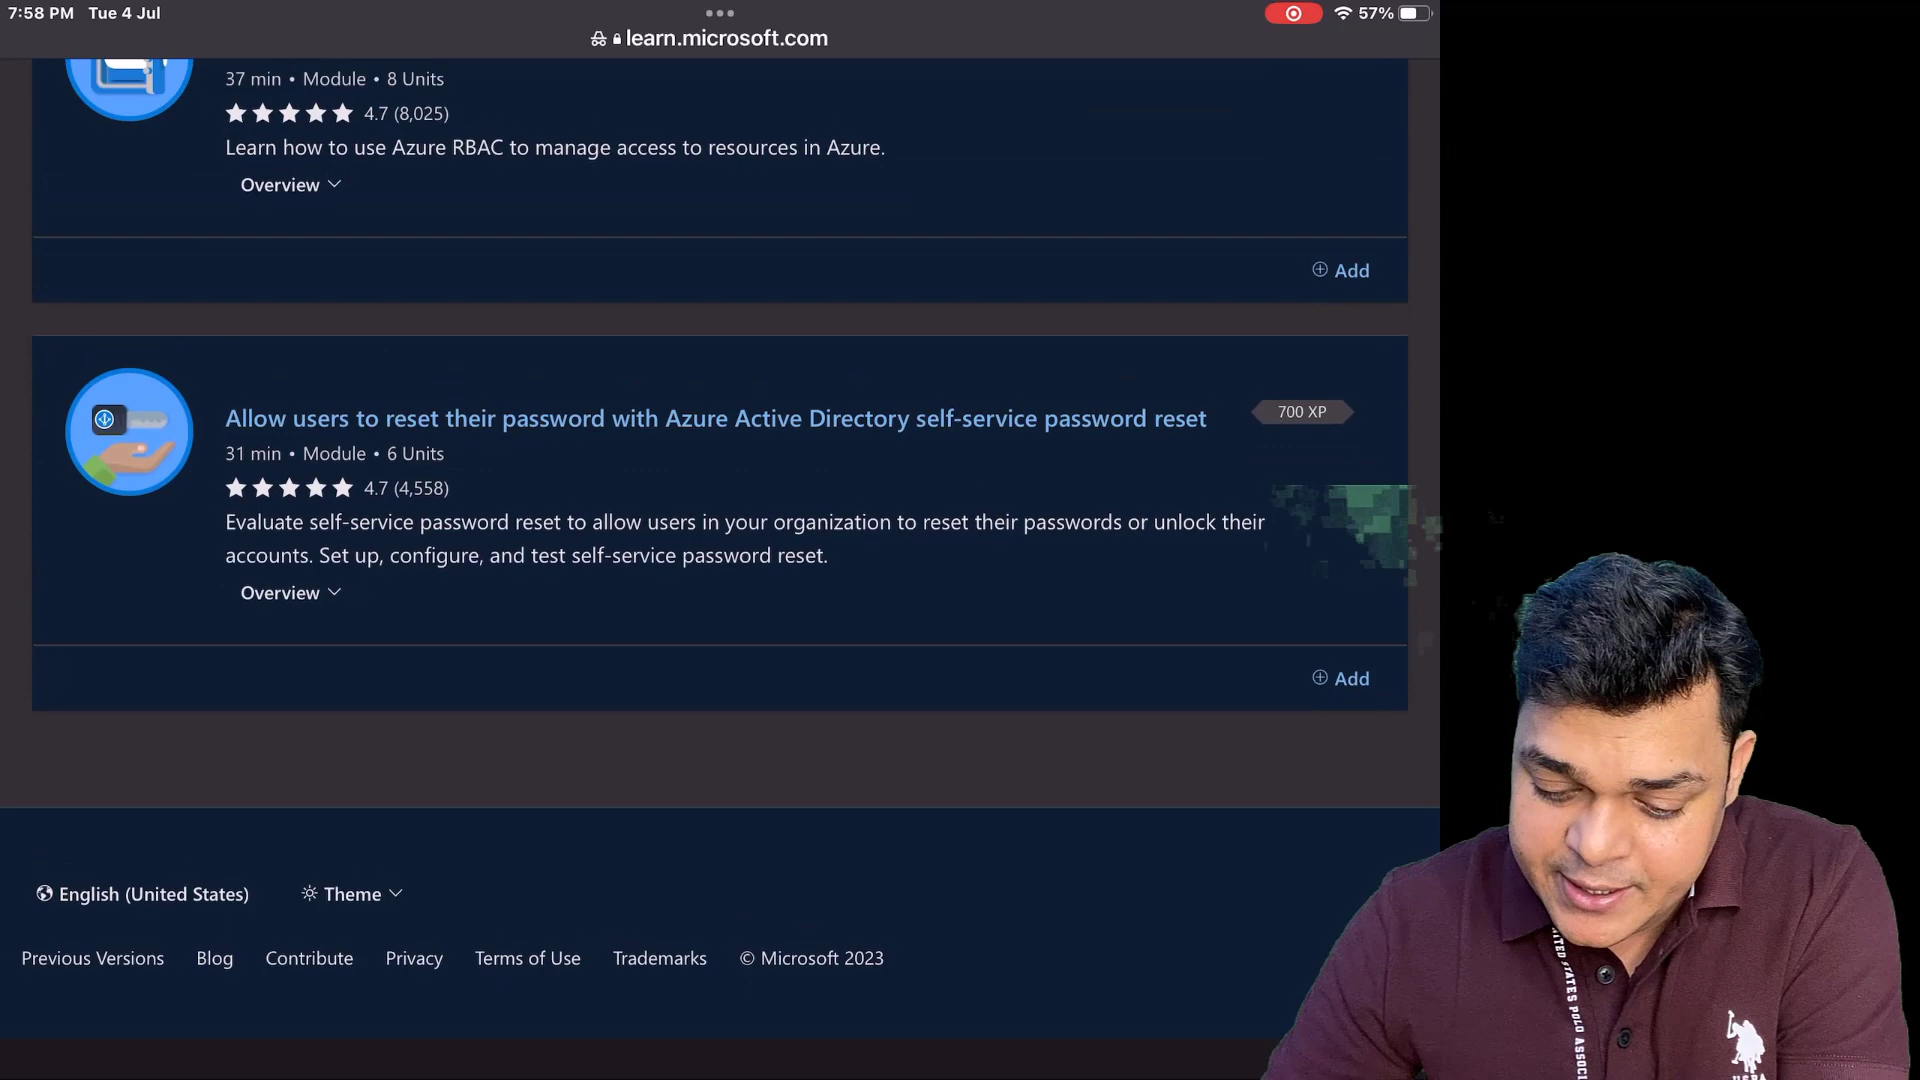 7:58 PM Tue 4 Jul
57%
learn.microsoft.com
37 min • Module • 8 Units
4.7 (8,025)
Learn how to use Azure RBAC to manage access to resources in Azure.
Overview
Add
Allow users to reset their password with Azure Active Directory self-service password reset
700 XP
31 min • Module • 6 Units
4.7 (4,558)
Evaluate self-service password reset to allow users in your organization to reset their passwords or unlock their
accounts. Set up, configure, and test self-service password reset.
Overview
Add
English (United States)
Theme
Previous Versions Blog Contribute Privacy Terms of Use Trademarks © Microsoft 2023